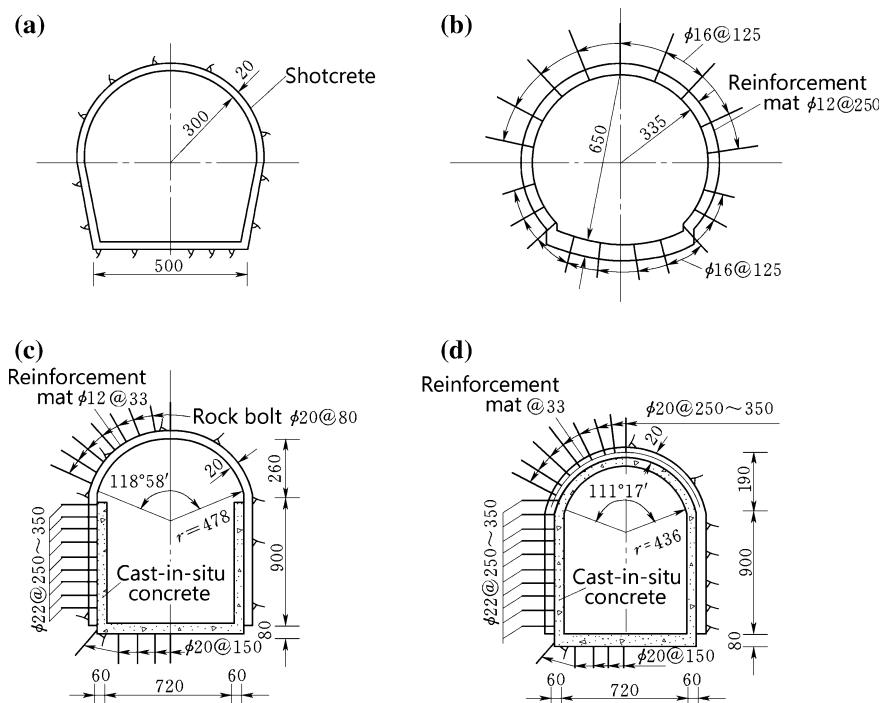 (a)
20
Shotcrete
300
500
(b)
ϕ16@125
Reinforcement
mat ϕ12@250
650
335
ϕ16@125
(c)
Reinforcement
mat ϕ12@33
Rock bolt ϕ20@80
20
260
118°58′
r=478
ϕ22@250~350
900
Cast-in-situ
concrete
80
ϕ20@150
60
720
60
(d)
Reinforcement
mat @33
ϕ20@250~350
20
190
111°17′
r=436
ϕ22@250~350
900
Cast-in-situ
concrete
80
ϕ20@150
60
720
60